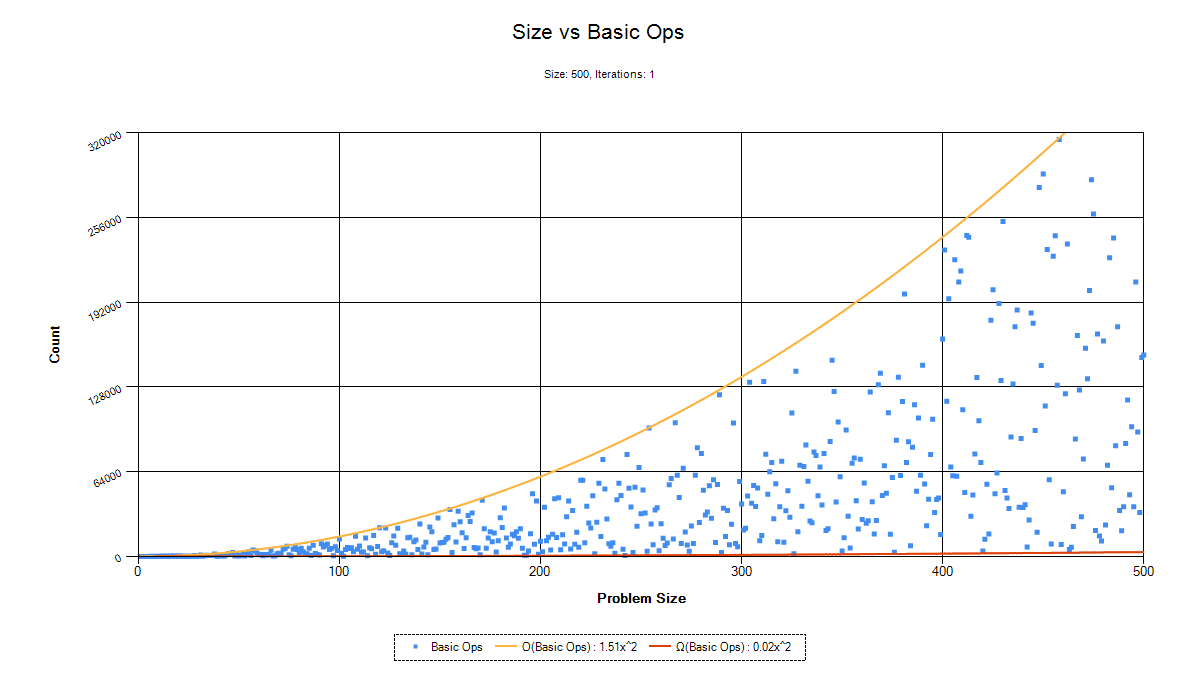 Size vs Basic Ops
Size: 500, Iterations: 1
320000
256000
192000
128000
64000
0
Count
0 100 200 300 400 500
Problem Size
Basic Ops O(Basic Ops) : 1.51x^2 Ω(Basic Ops) : 0.02x^2